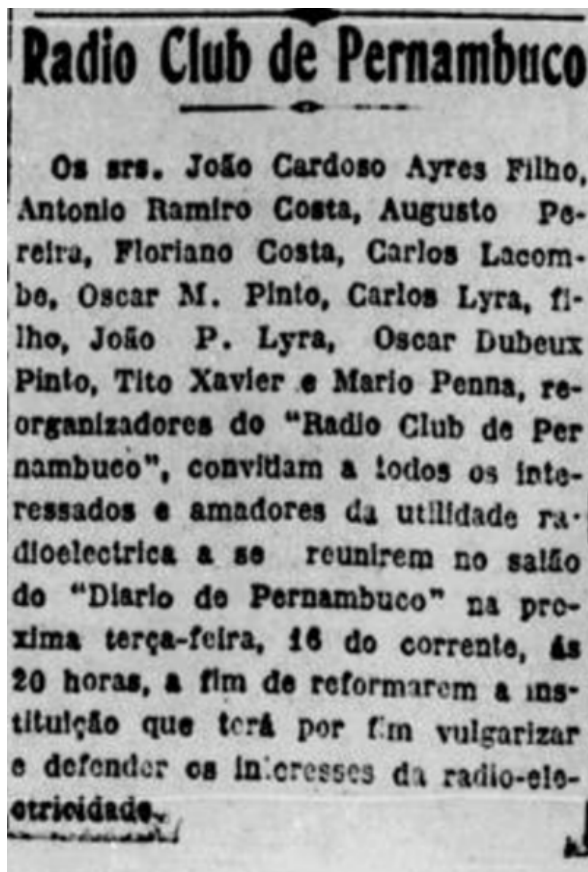 Radio Club de Pernambuco
Os srs. João Cardoso Ayres Filho,
Antonio Ramiro Costa, Augusto Pe-
reira, Floriano Costa, Carlos Lacom-
be, Oscar M. Pinto, Carlos Lyra, fi-
lho, João P. Lyra, Oscar Dubeux
Pinto, Tito Xavier e Mario Penna, re-
organizadores do "Radio Club de Per
nambuco", convidam a todos os inte-
ressados e amadores da utilidade ra-
dioelectrica a se reunirem no salão
do "Diario de Pernambuco" na pro-
xima terça-feira, 16 do corrente, ás
20 horas, a fim de reformarem a ins-
tituição que terá por fim vulgarizar
e defender os interesses da radio-ele-
ctricidade.